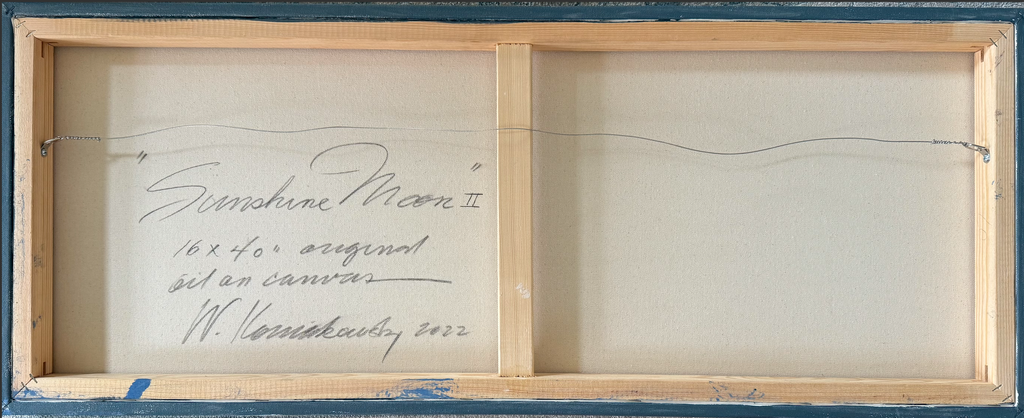 "Sunshine Moon" II
16 x 40" original
oil on canvas
W. 2022